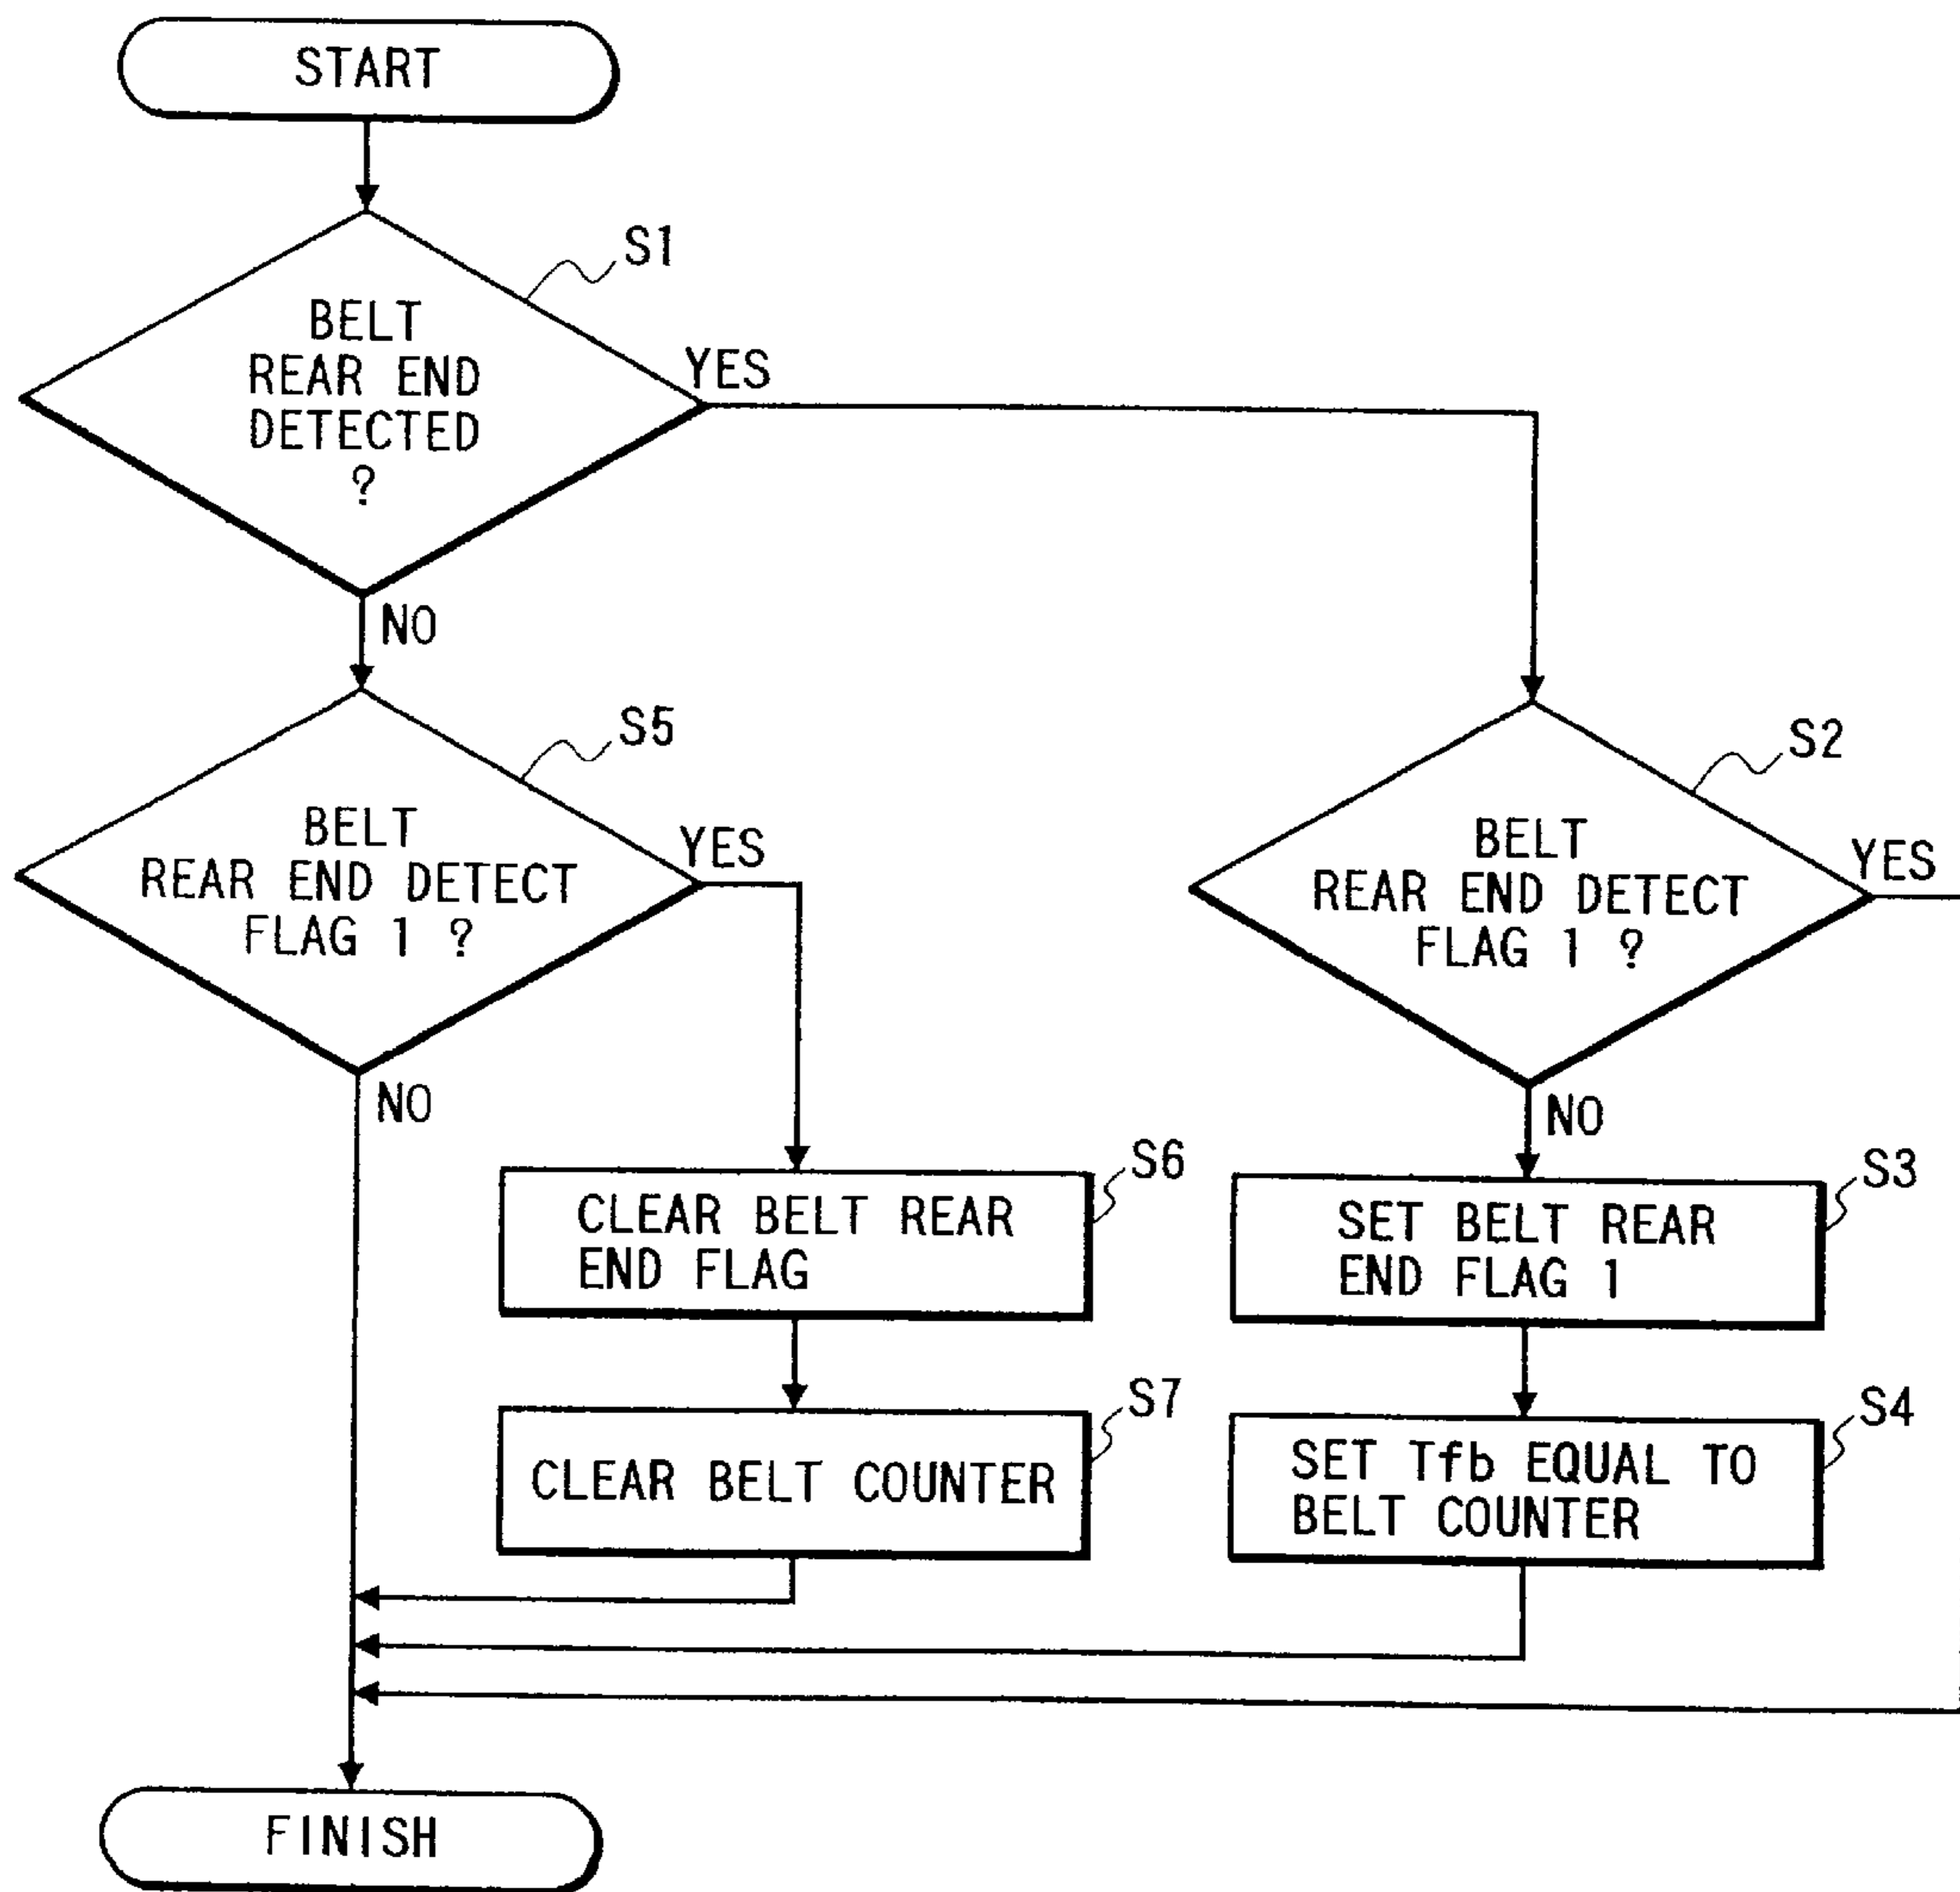 START
S1
BELT
REAR END
DETECTED
?
YES
NO
S5
BELT
REAR END DETECT
FLAG 1 ?
YES
NO
S2
BELT
REAR END DETECT
FLAG 1 ?
YES
NO
S6
CLEAR BELT REAR
END FLAG
S3
SET BELT REAR
END FLAG 1
S7
CLEAR BELT COUNTER
S4
SET Tfb EQUAL TO
BELT COUNTER
FINISH